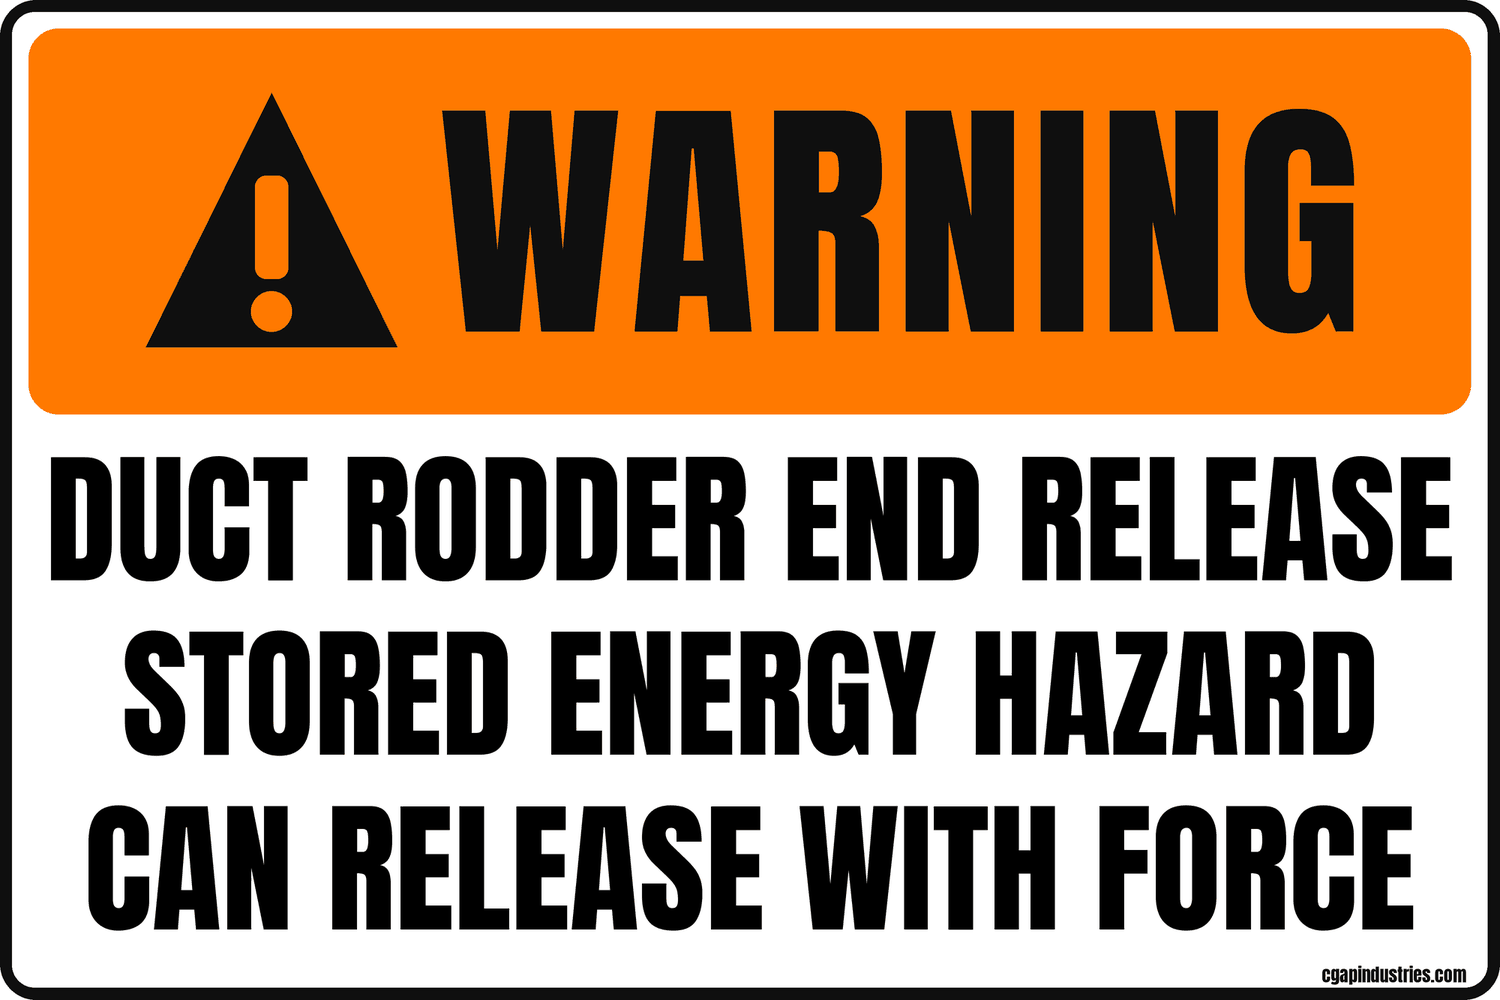 WARNING
DUCT RODDER END RELEASE
STORED ENERGY HAZARD
CAN RELEASE WITH FORCE
cgapindustries.com